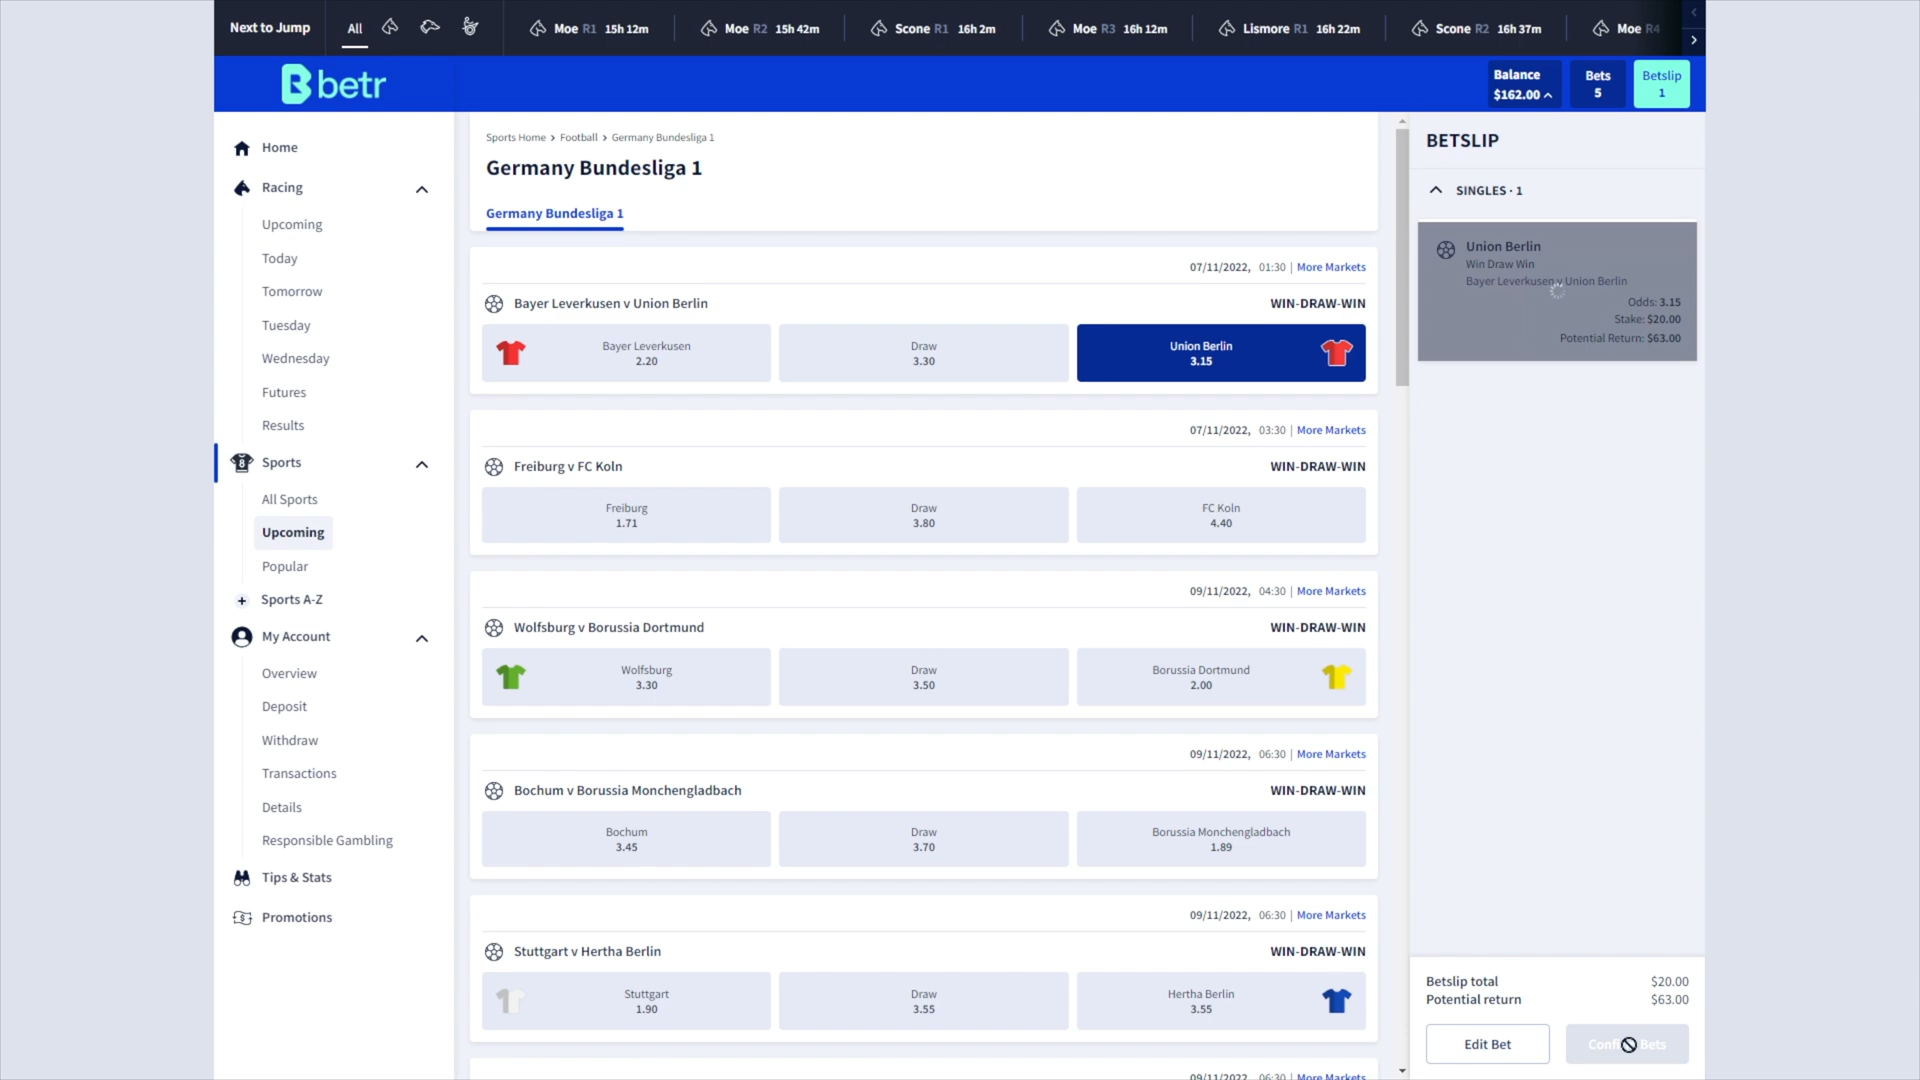 Next to Jump
All
Moe R1 15h 12m
Moe R2 15h 42m
Scone R1 16h 2m
Moe R3 16h 12m
Lismore R1 16h 22m
Scone R2 16h 37m
Moe R4
betr
Balance
$162.00
Bets
5
Betslip
1
Home
Racing
Upcoming
Today
Tomorrow
Tuesday
Wednesday
Futures
Results
8
Sports
All Sports
Upcoming
Popular
+ Sports A-Z
My Account
Overview
Deposit
Withdraw
Transactions
Details
Responsible Gambling
Tips & Stats
Promotions
Sports Home > Football > Germany Bundesliga 1
Germany Bundesliga 1
Germany Bundesliga 1
07/11/2022, 01:30 | More Markets
Bayer Leverkusen v Union Berlin WIN-DRAW-WIN
Bayer Leverkusen
2.20
Draw
3.30
Union Berlin
3.15
07/11/2022, 03:30 | More Markets
Freiburg v FC Koln WIN-DRAW-WIN
Freiburg
1.71
Draw
3.80
FC Koln
4.40
09/11/2022, 04:30 | More Markets
Wolfsburg v Borussia Dortmund WIN-DRAW-WIN
Wolfsburg
3.30
Draw
3.50
Borussia Dortmund
2.00
09/11/2022, 06:30 | More Markets
Bochum v Borussia Monchengladbach WIN-DRAW-WIN
Bochum
3.45
Draw
3.70
Borussia Monchengladbach
1.89
09/11/2022, 06:30 | More Markets
Stuttgart v Hertha Berlin WIN-DRAW-WIN
Stuttgart
1.90
Draw
3.55
Hertha Berlin
3.55
09/11/2022, 06:30 | More Markets
BETSLIP
SINGLES · 1
Union Berlin
Win Draw Win
Bayer Leverkusen v Union Berlin
Odds: 3.15
Stake: $20.00
Potential Return: $63.00
Betslip total $20.00
Potential return $63.00
Edit Bet
Bets